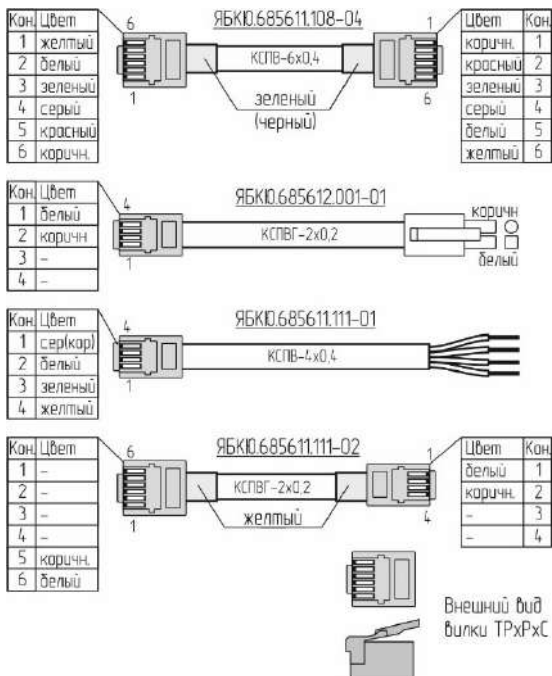 ЯБКЮ.685611.108-04
Кон. Цвет
1 желтый
2 белый
3 зеленый
4 серый
5 красный
6 коричн.
6
1
КСПВ-6х0,4
зеленый
(черный)
1
6
Цвет Кон.
коричн. 1
красный 2
зеленый 3
серый 4
белый 5
желтый 6
ЯБКЮ.685612.001-01
Кон. Цвет
1 белый
2 коричн
3 -
4 -
4
1
КСПВГ-2х0,2
коричн
белый
ЯБКЮ.685611.111-01
Кон. Цвет
1 сер(кор)
2 белый
3 зеленый
4 желтый
4
1
КСПВ-4х0,4
ЯБКЮ.685611.111-02
Кон. Цвет
1 -
2 -
3 -
4 -
5 коричн.
6 белый
6
1
КСПВГ-2х0,2
желтый
1
4
Цвет Кон.
белый 1
коричн. 2
- 3
- 4
Внешний вид
вилки ТРхРхС